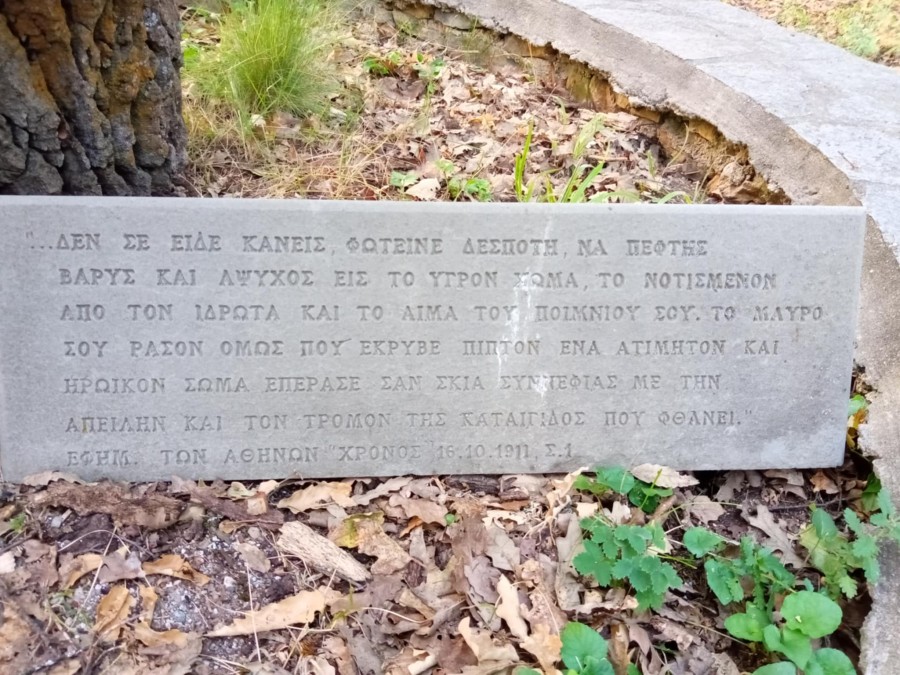 "...ΔΕΝ ΣΕ ΕΙΔΕ ΚΑΝΕΙΣ, ΦΩΤΕΙΝΕ ΔΕΣΠΟΤΗ, ΝΑ ΠΕΦΤΗΣ
ΒΑΡΥΣ ΚΑΙ ΑΨΥΧΟΣ ΕΙΣ ΤΟ ΥΓΡΟΝ ΧΩΜΑ, ΤΟ ΝΟΤΙΣΜΕΝΟΝ
ΑΠΟ ΤΟΝ ΙΔΡΩΤΑ ΚΑΙ ΤΟ ΑΙΜΑ ΤΟΥ ΠΟΙΜΝΙΟΥ ΣΟΥ. ΤΟ ΜΑΥΡΟ
ΣΟΥ ΡΑΣΟΝ ΟΜΩΣ ΠΟΥ ΕΚΡΥΒΕ ΠΙΠΤΟΝ ΕΝΑ ΑΤΙΜΗΤΟΝ ΚΑΙ
ΗΡΩΙΚΟΝ ΣΩΜΑ ΕΠΕΡΑΣΕ ΣΑΝ ΣΚΙΑ ΣΥΝΝΕΦΙΑΣ ΜΕ ΤΗΝ
ΑΠΕΙΛΗΝ ΚΑΙ ΤΟΝ ΤΡΟΜΟΝ ΤΗΣ ΚΑΤΑΙΓΙΔΟΣ ΠΟΥ ΦΘΑΝΕΙ."
ΕΦΗΜ. ΤΩΝ ΑΘΗΝΩΝ "ΧΡΟΝΟΣ" 16.10.1911, Σ.1